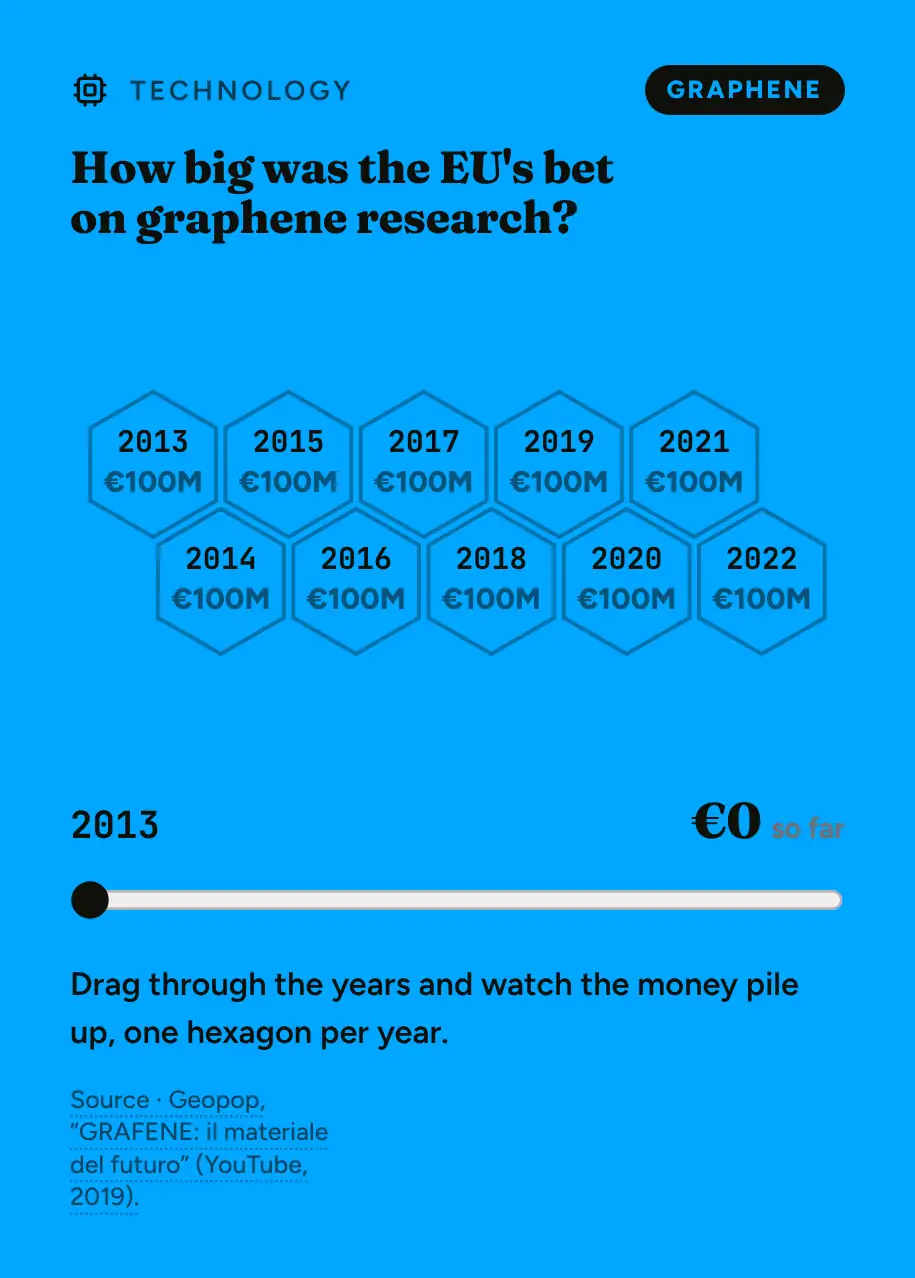 TECHNOLOGY
GRAPHENE
How big was the EU's bet
on graphene research?
2013
€100M
2015
€100M
2017
€100M
2019
€100M
2021
€100M
2014
€100M
2016
€100M
2018
€100M
2020
€100M
2022
€100M
2013
€0 so far
Drag through the years and watch the money pile
up, one hexagon per year.
Source · Geopop,
“GRAFENE: il materiale
del futuro” (YouTube,
2019).